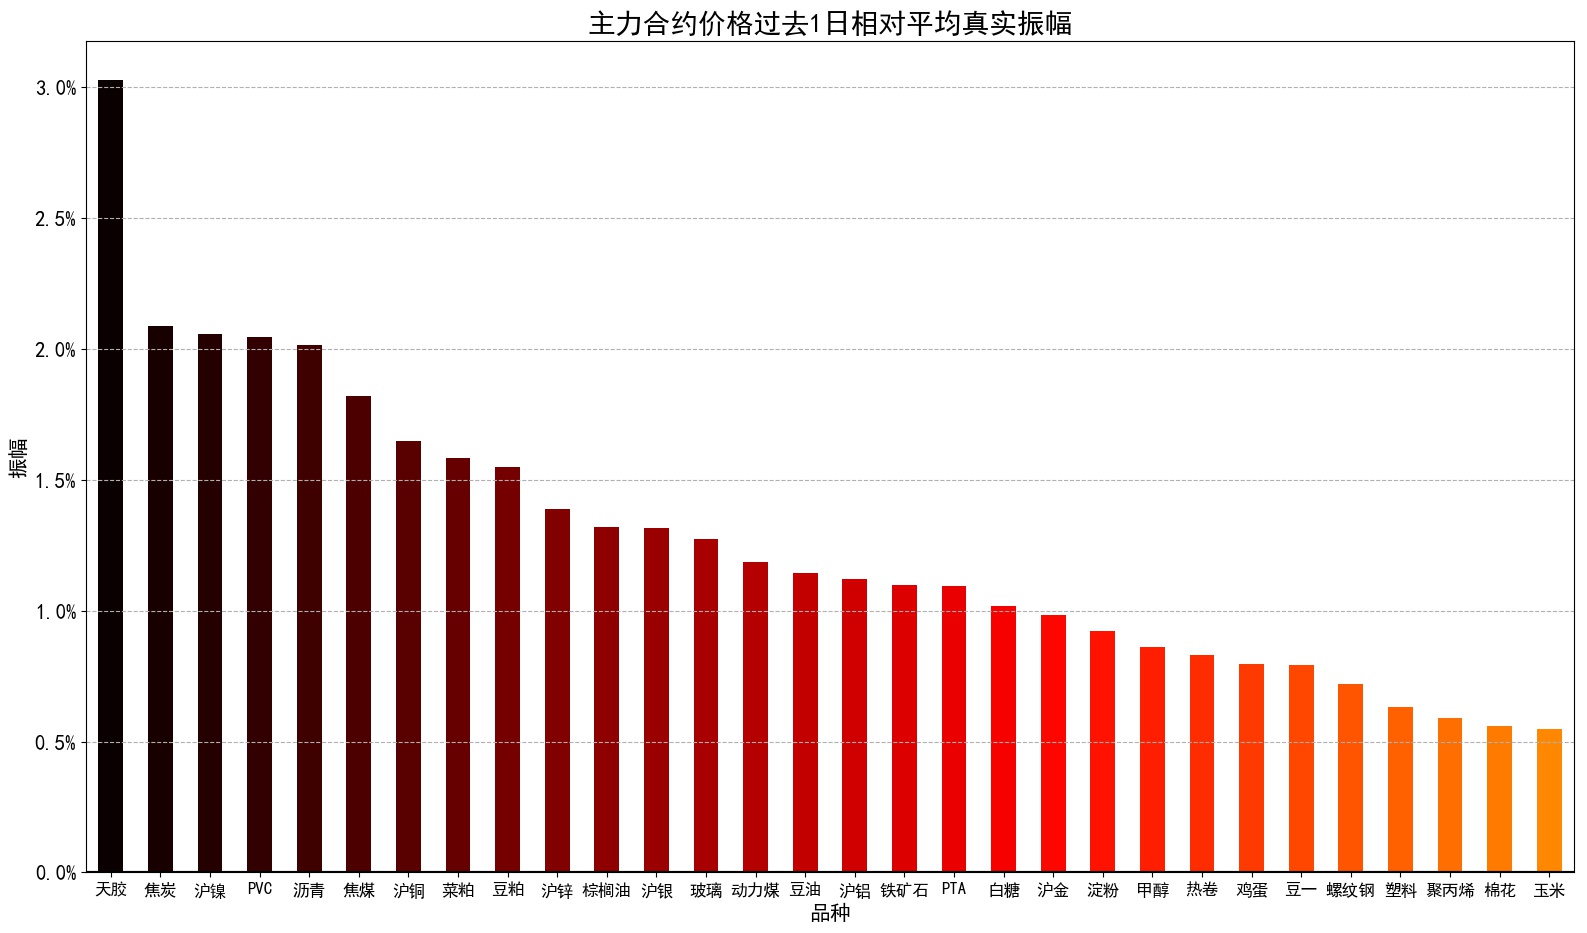 主力合约价格过去1日相对平均真实振幅
3.0%
2.5%
2.0%
1.5%
1.0%
0.5%
0.0%
振幅
天胶 焦炭 沪镍 PVC 沥青 焦煤 沪铜 菜粕 豆粕 沪锌 棕榈油 沪银 玻璃 动力煤 豆油 沪铝 铁矿石 PTA 白糖 沪金 淀粉 甲醇 热卷 鸡蛋 豆一 螺纹钢 塑料 聚丙烯 棉花 玉米
品种